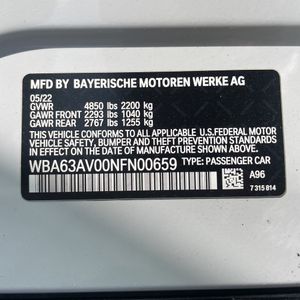 MFD BY BAYERISCHE MOTOREN WERKE AG
05/22
GVWR 4850 lbs 2200 kg
GAWR FRONT 2293 lbs 1040 kg
GAWR REAR 2767 lbs 1255 kg
THIS VEHICLE CONFORMS TO ALL APPLICABLE U.S.FEDERAL MOTOR VEHICLE SAFETY, BUMPER, AND THEFT PREVENTION STANDARDS IN EFFECT ON THE DATE OF MANUFACTURE SHOWN ABOVE.
WBA63AV00NFN00659 TYPE: PASSENGER CAR
A96
7 315 814